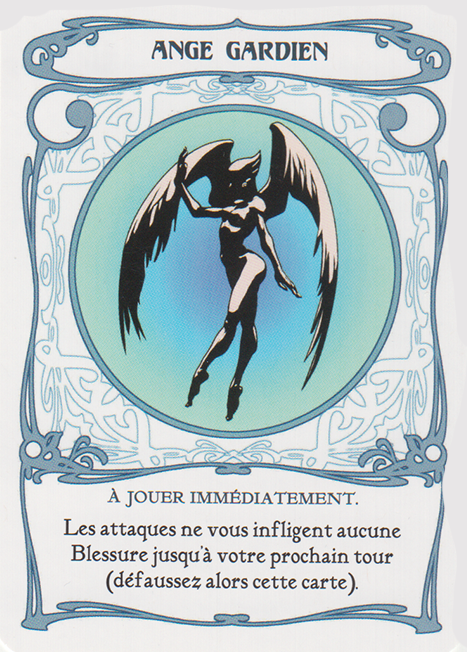 ANGE GARDIEN
À JOUER IMMÉDIATEMENT.
Les attaques ne vous infligent aucune
Blessure jusqu'à votre prochain tour
(défaussez alors cette carte).